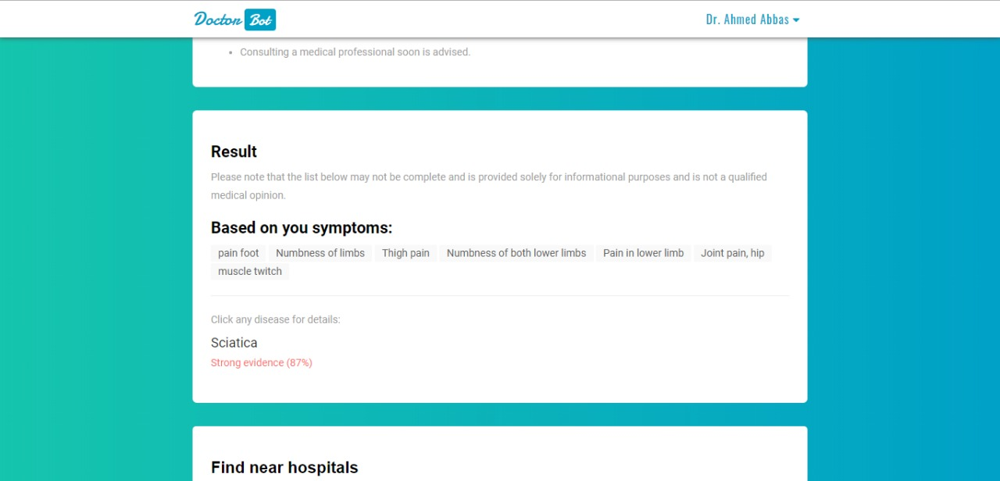 Doctor Bot
Dr. Ahmed Abbas
Consulting a medical professional soon is advised.
Result
Please note that the list below may not be complete and is provided solely for informational purposes and is not a qualified
medical opinion.
Based on you symptoms:
pain foot Numbness of limbs Thigh pain Numbness of both lower limbs Pain in lower limb Joint pain, hip
muscle twitch
Click any disease for details:
Sciatica
Strong evidence (87%)
Find near hospitals